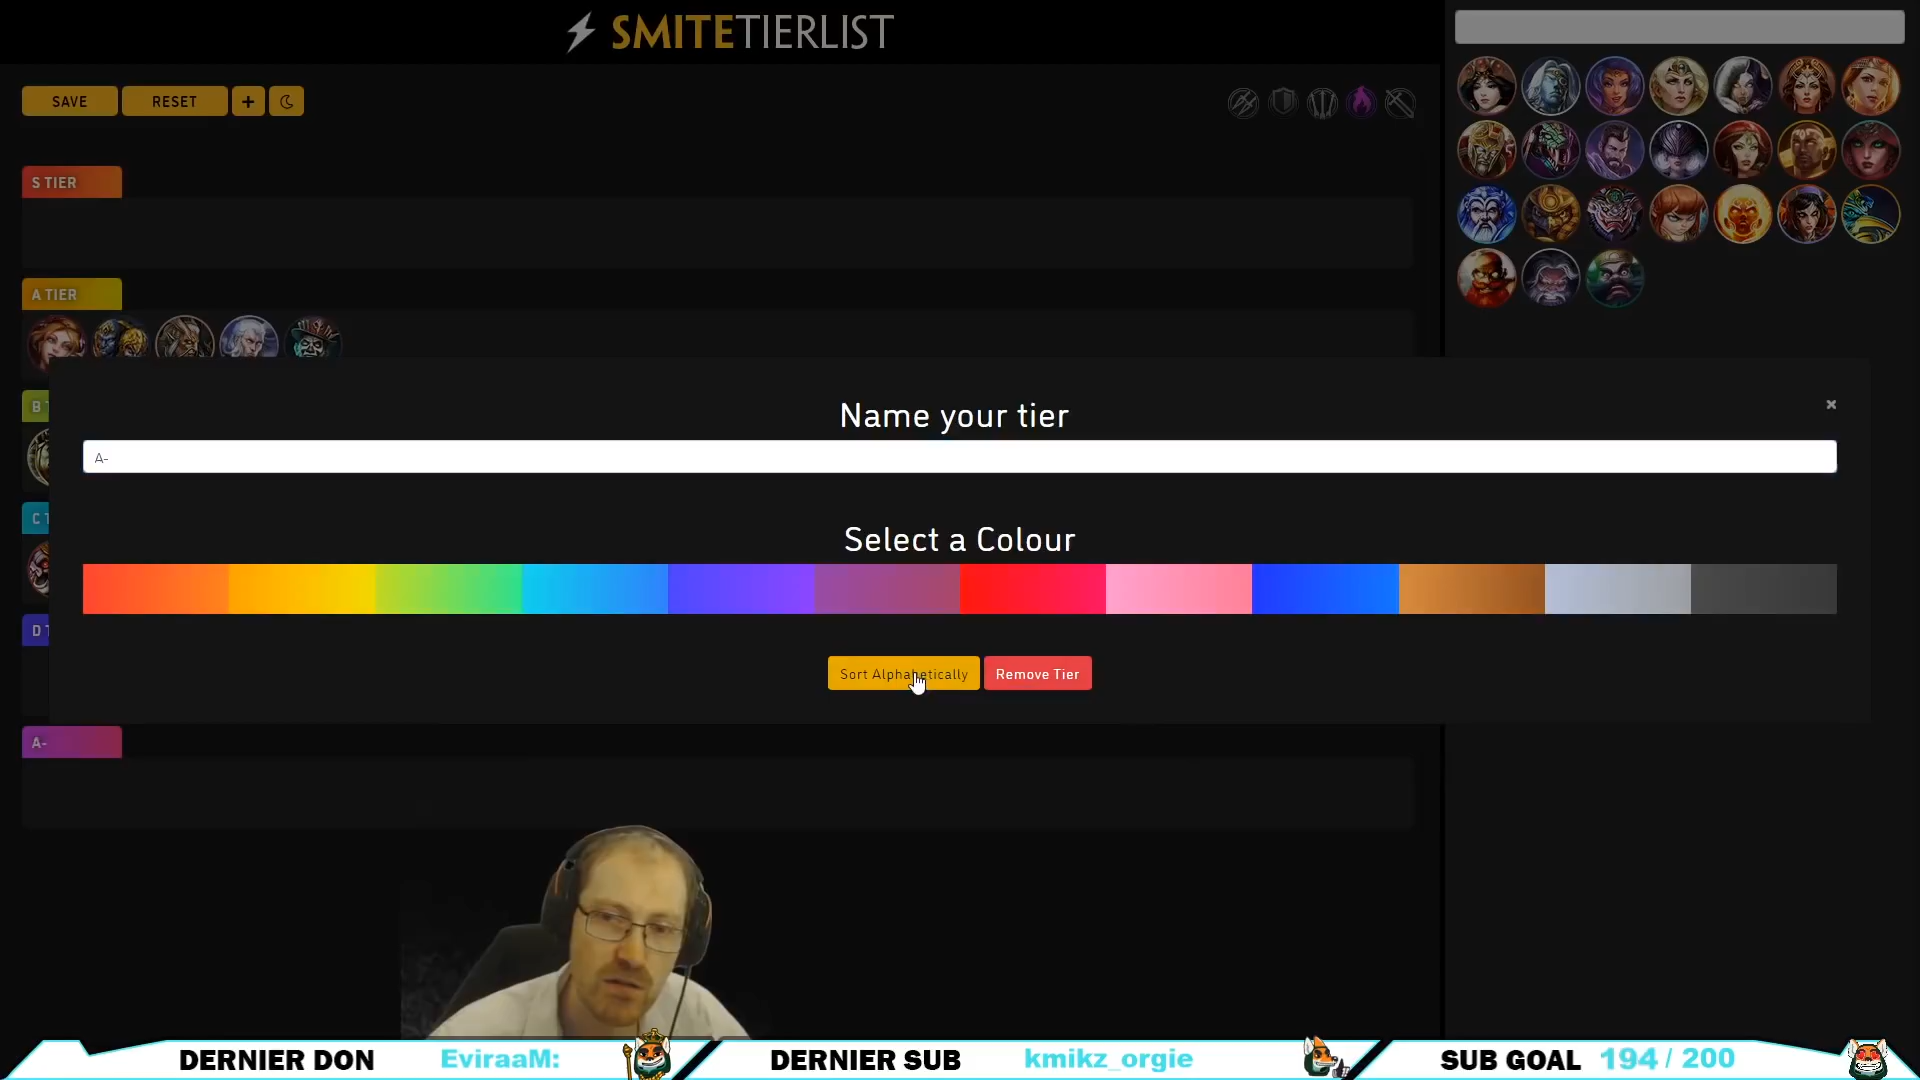 SMITETIERLIST
SAVE RESET +
S TIER
A TIER
B T
Name your tier
×
A-
C T
Select a Colour
D T
Sort Alphabetically Remove Tier
A-
DERNIER DON EviraaM: DERNIER SUB kmikz_orgie SUB GOAL 194 / 200